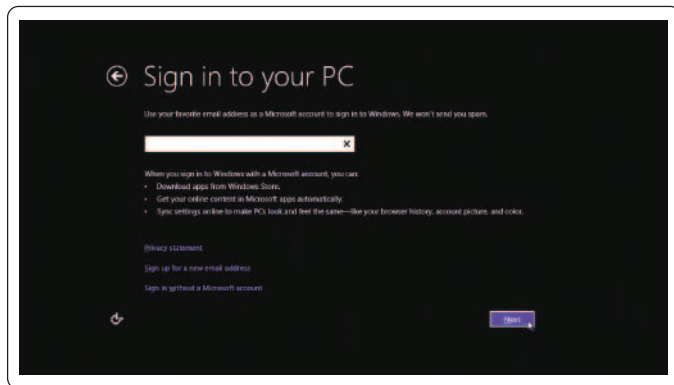 Sign in to your PC
Use your favorite email address as a Microsoft account to sign in to Windows. We won't send you spam.
When you sign in to Windows with a Microsoft account, you can:
• Download apps from Windows Store.
• Get your online content in Microsoft apps automatically.
• Sync settings online to make PCs look and feel the same—like your browser history, account picture, and color.
Privacy statement
Sign up for a new email address
Sign in without a Microsoft account
Next